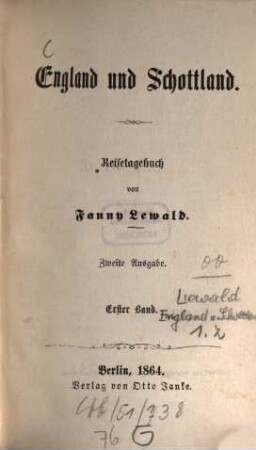 England und Schottland.
Reisetagebuch
von
Fanny Lewald.
Zweite Ausgabe.
Erster Band.
Lewald
England u.
1.2
Berlin, 1864.
Verlag von Otto Janke.
76 G